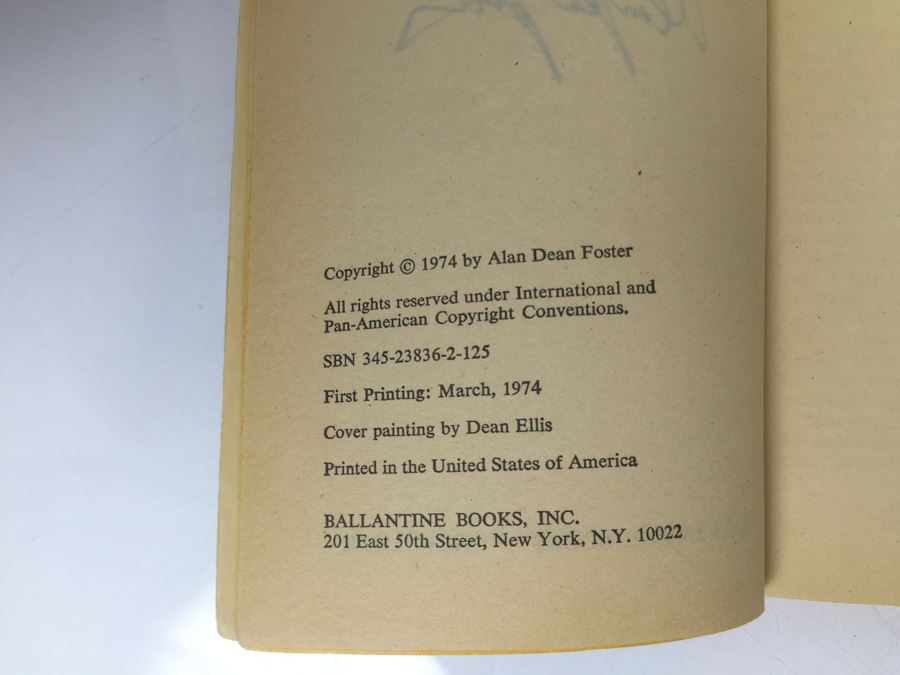 Copyright © 1974 by Alan Dean Foster
All rights reserved under International and
Pan-American Copyright Conventions.
SBN 345-23836-2-125
First Printing: March, 1974
Cover painting by Dean Ellis
Printed in the United States of America
BALLANTINE BOOKS, INC.
201 East 50th Street, New York, N.Y. 10022